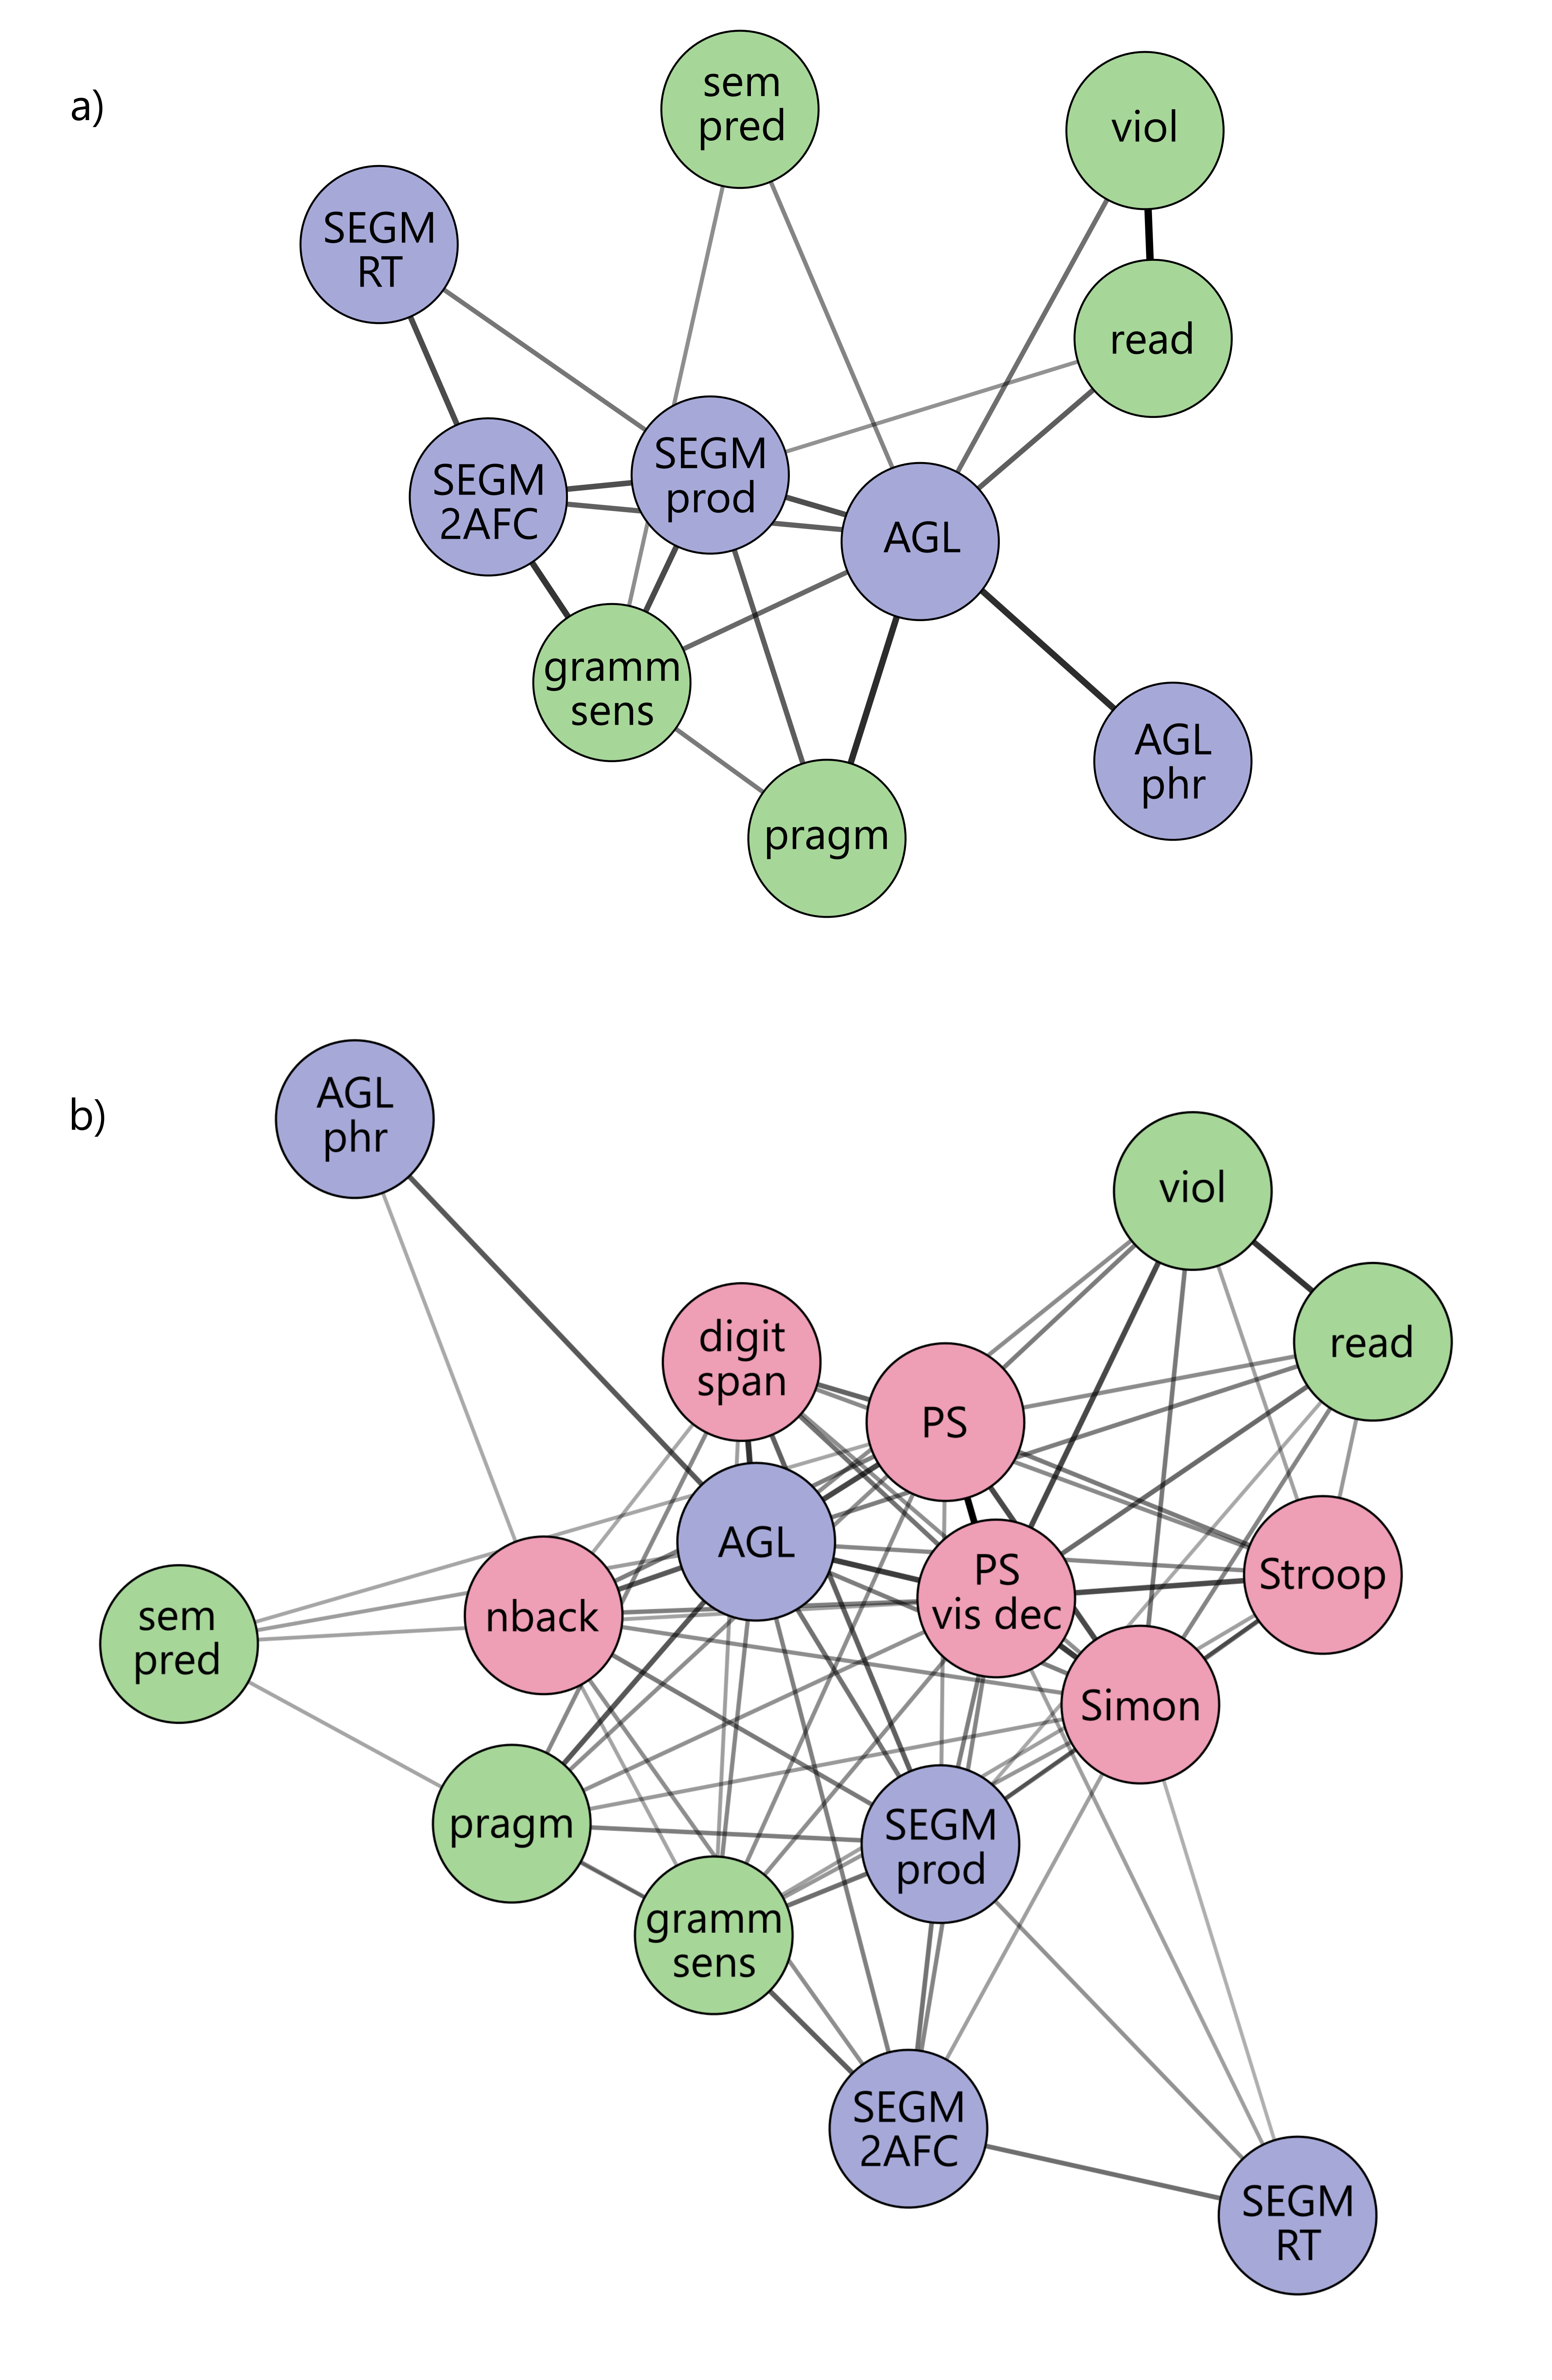 a)
sem
pred
viol
SEGM
RT
read
SEGM
prod
SEGM
2AFC
AGL
gramm
sens
AGL
phr
pragm
b)
AGL
phr
viol
digit
span
read
PS
AGL
PS
vis dec
Stroop
nback
sem
pred
Simon
pragm
SEGM
prod
gramm
sens
SEGM
2AFC
SEGM
RT